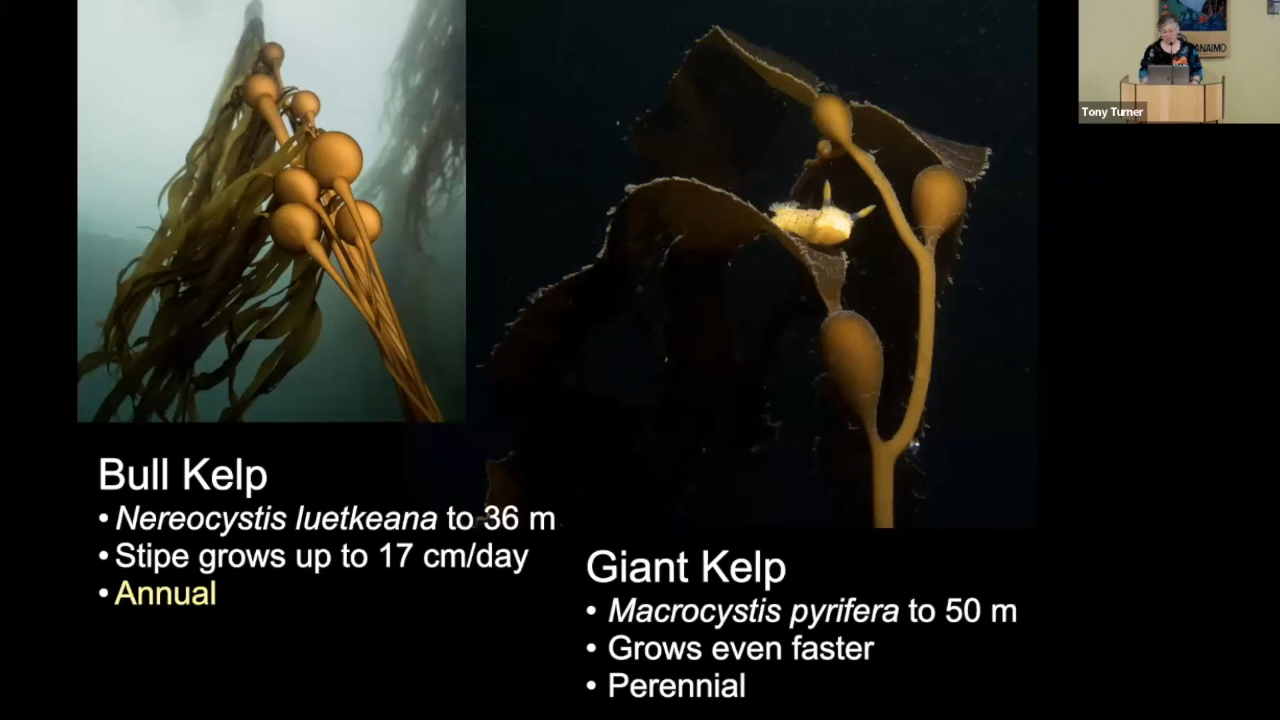 ANAIMO
Tony Turner
Bull Kelp
• Nereocystis luetkeana to 36 m
• Stipe grows up to 17 cm/day
• Annual
Giant Kelp
• Macrocystis pyrifera to 50 m
• Grows even faster
• Perennial